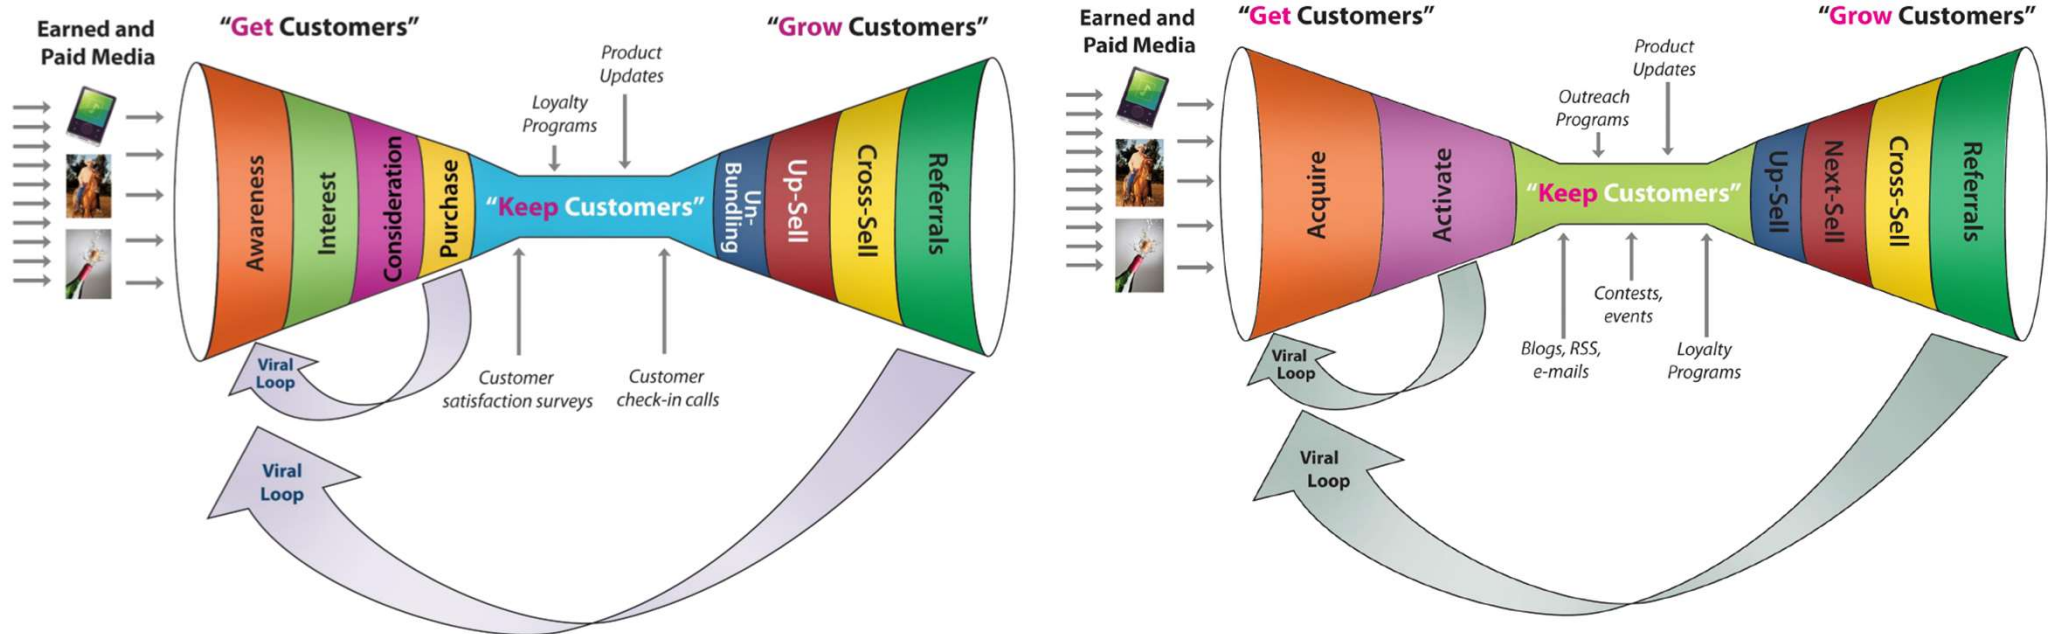 Earned and
Paid Media
“Get Customers”
“Grow Customers”
Product
Updates
Loyalty
Programs
Awareness
Interest
Consideration
Purchase
“Keep Customers”
Un-
Bundling
Up-Sell
Cross-Sell
Referrals
Viral
Loop
Customer
satisfaction surveys
Customer
check-in calls
Viral
Loop
Earned and
Paid Media
“Get Customers”
“Grow Customers”
Product
Updates
Outreach
Programs
Acquire
Activate
“Keep Customers”
Up-Sell
Next-Sell
Cross-Sell
Referrals
Contests,
events
Blogs, RSS,
e-mails
Loyalty
Programs
Viral
Loop
Viral
Loop